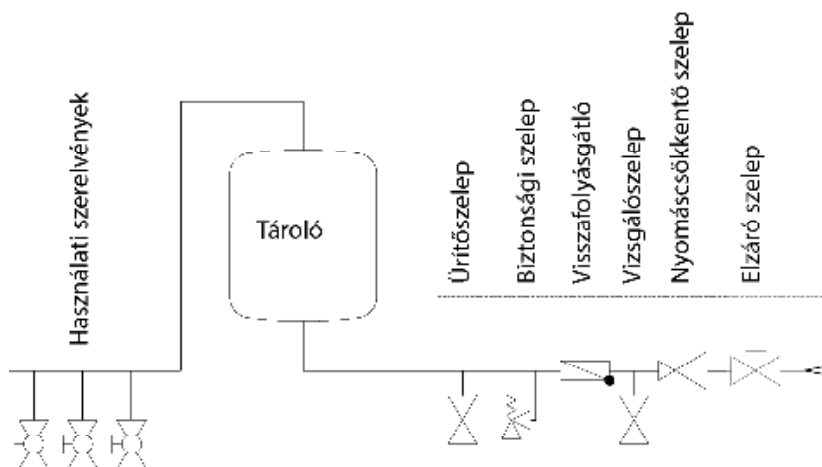 Használati szerelvények
Tároló
Ürítőszelep
Biztonsági szelep
Visszafolyásgátló
Vizsgálószelep
Nyomáscsökkentő szelep
Elzáró szelep